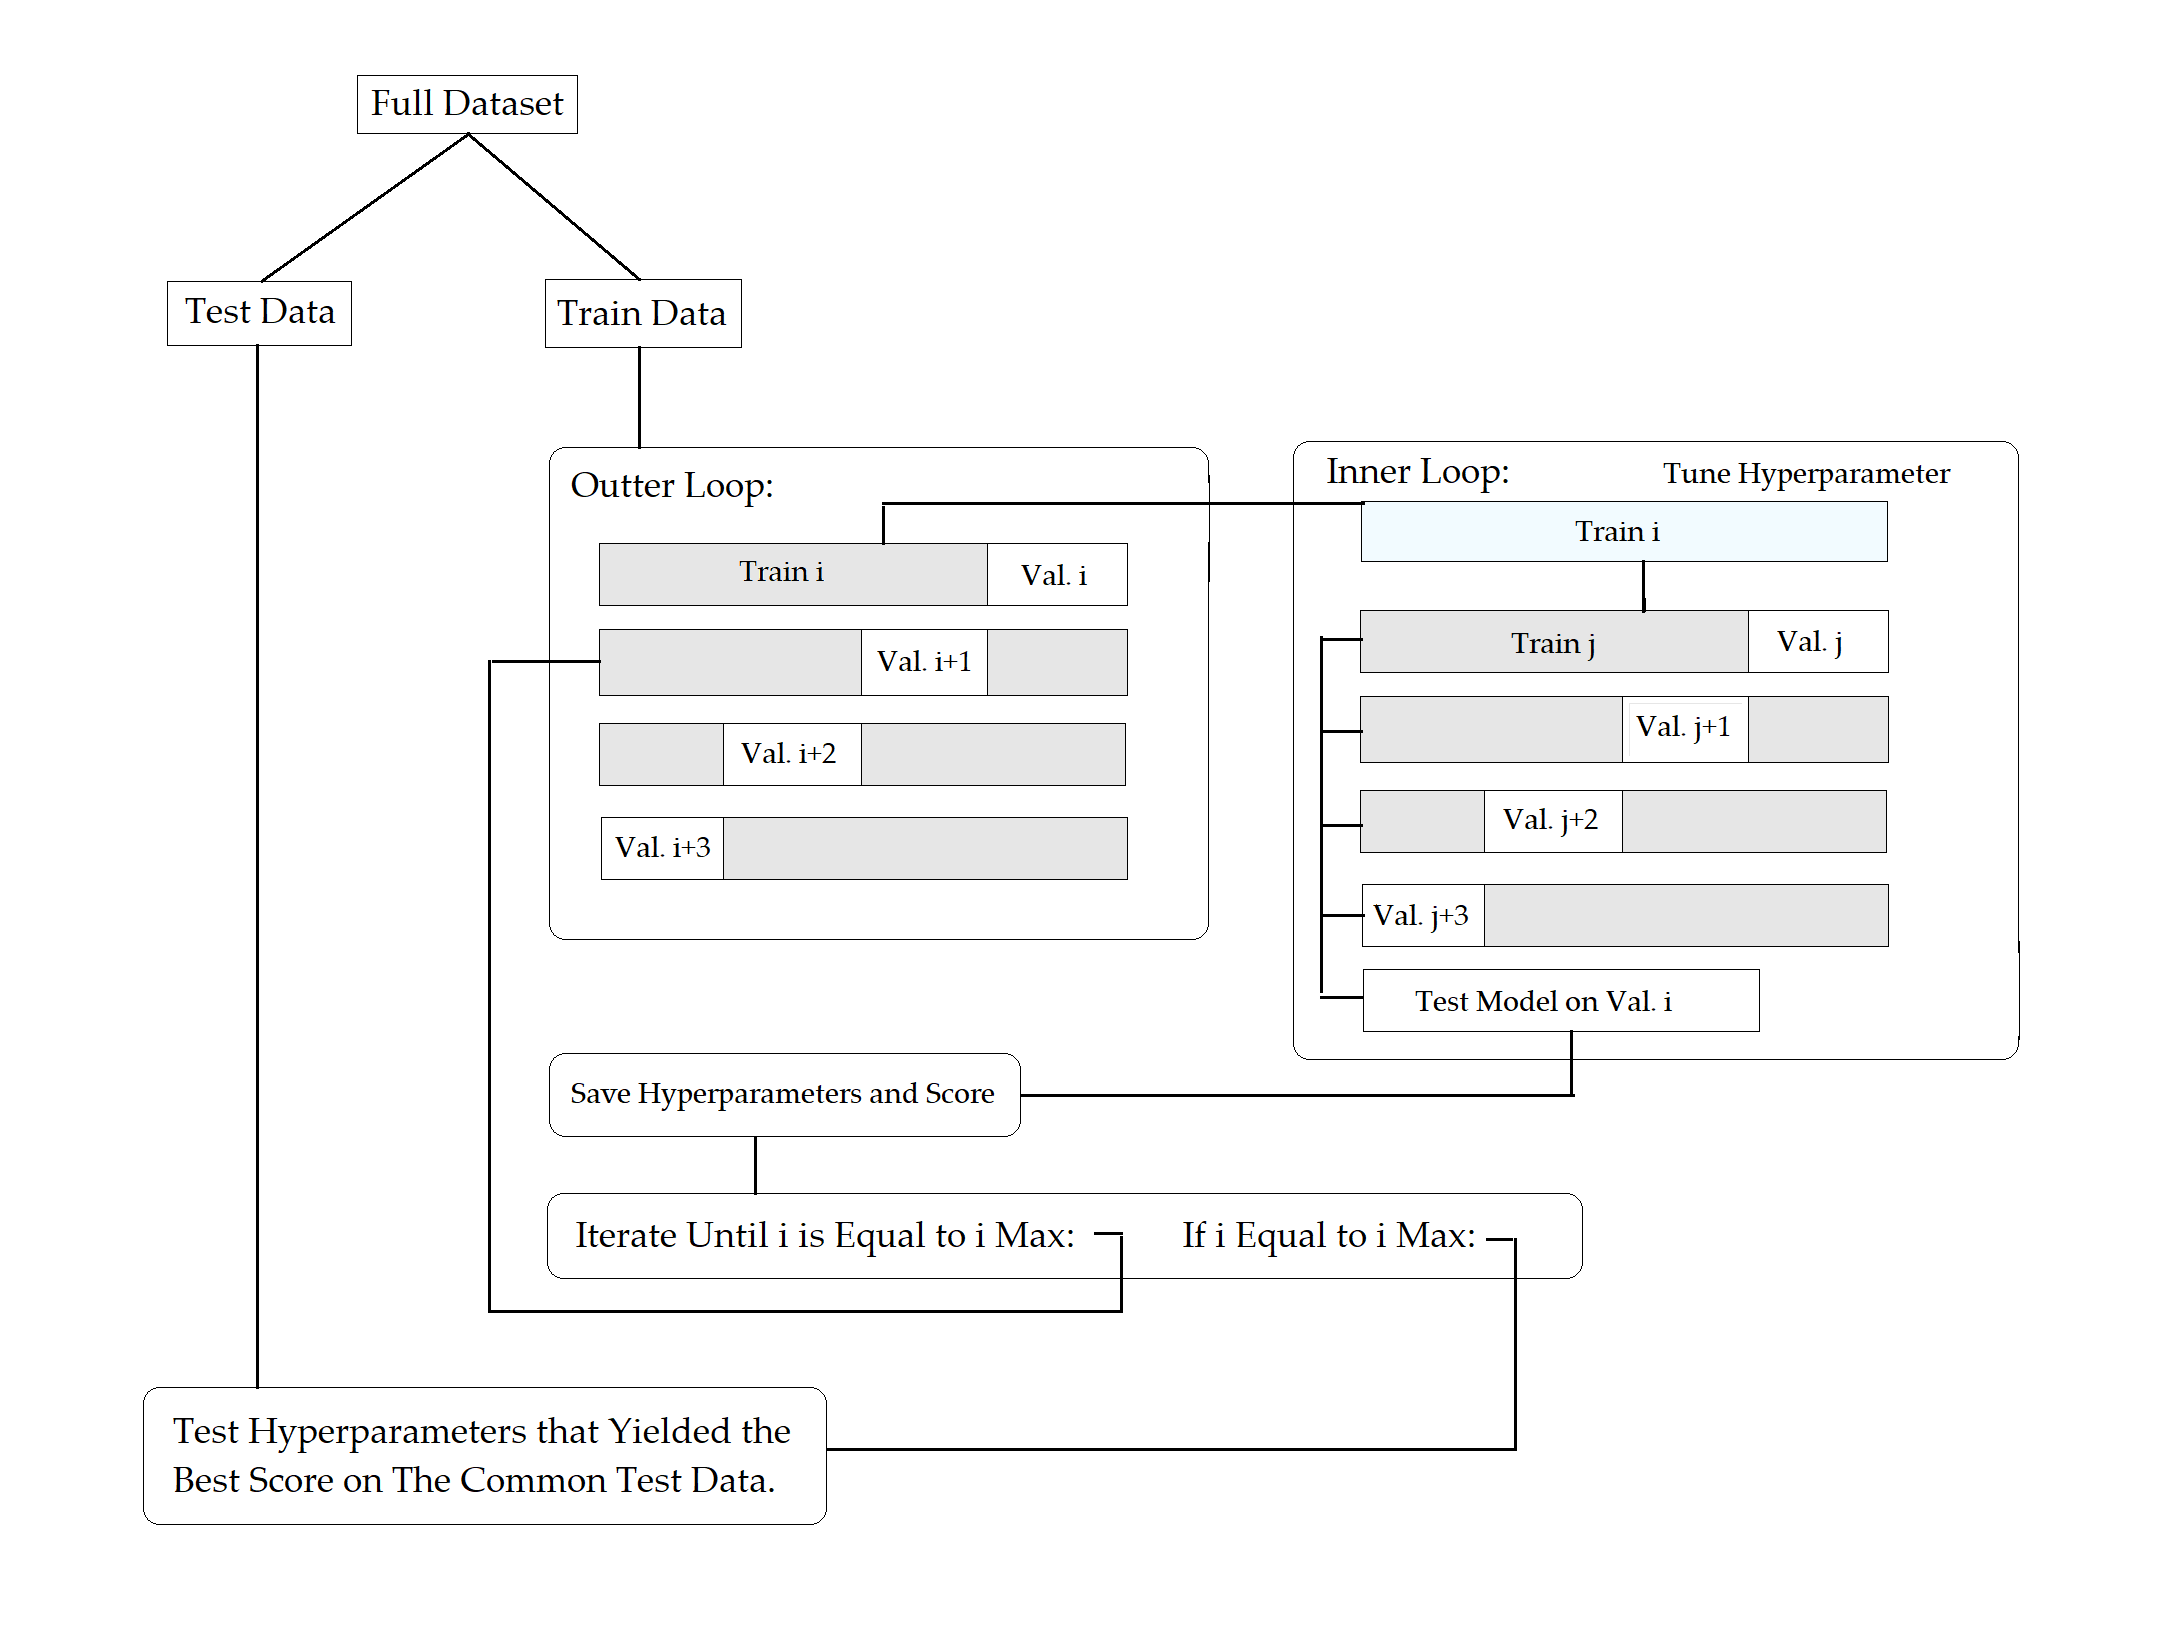 Full Dataset
Test Data
Train Data
Outter Loop:
Train i
Val. i
Val. i+1
Val. i+2
Val. i+3
Inner Loop:
Tune Hyperparameter
Train i
Train j
Val. j
Val. j+1
Val. j+2
Val. j+3
Test Model on Val. i
Save Hyperparameters and Score
Iterate Until i is Equal to i Max:
If i Equal to i Max:
Test Hyperparameters that Yielded the
Best Score on The Common Test Data.